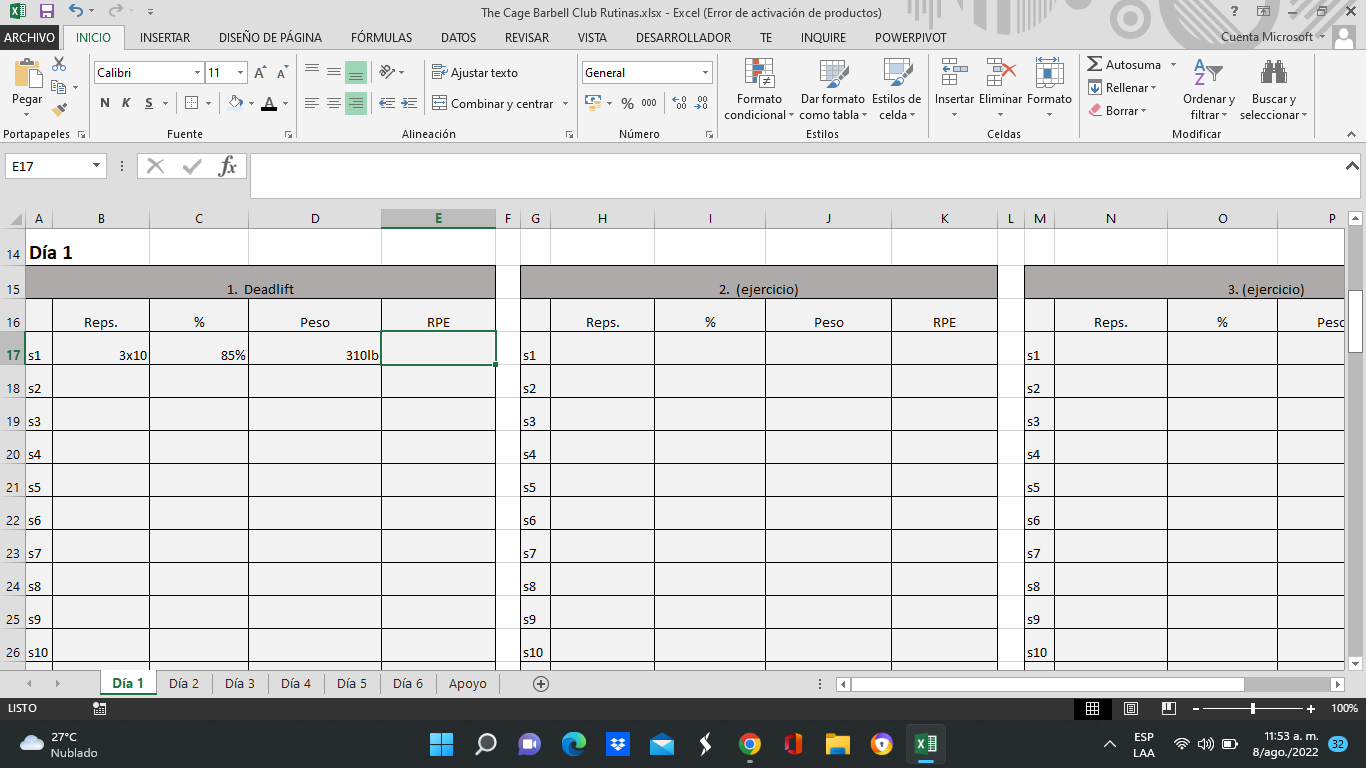 The Cage Barbell Club Rutinas.xlsx - Excel (Error de activación de productos)
ARCHIVO INICIO INSERTAR DISEÑO DE PÁGINA FÓRMULAS DATOS REVISAR VISTA DESARROLLADOR TE INQUIRE POWERPIVOT Cuenta Microsoft
Calibri 11 Ajustar texto General Autosuma
Pegar Formato condicional Dar formato como tabla Estilos de celda Insertar Eliminar Formato Rellenar Ordenar y filtrar Buscar y seleccionar
N K S A Combinar y centrar % 000 Borrar
Portapapeles Fuente Alineación Número Estilos Celdas Modificar
E17 fx
A B C D E F G H I J K L M N O P
14 Día 1
15 1. Deadlift 2. (ejercicio) 3. (ejercicio)
16 Reps. % Peso RPE Reps. % Peso RPE Reps. % Peso
17 s1 3x10 85% 310lb s1 s1
18 s2 s2 s2
19 s3 s3 s3
20 s4 s4 s4
21 s5 s5 s5
22 s6 s6 s6
23 s7 s7 s7
24 s8 s8 s8
25 s9 s9 s9
26 s10 s10 s10
Día 1 Día 2 Día 3 Día 4 Día 5 Día 6 Apoyo
LISTO 100%
27°C
Nublado
ESP
LAA
11:53 a. m.
8/ago./2022
32